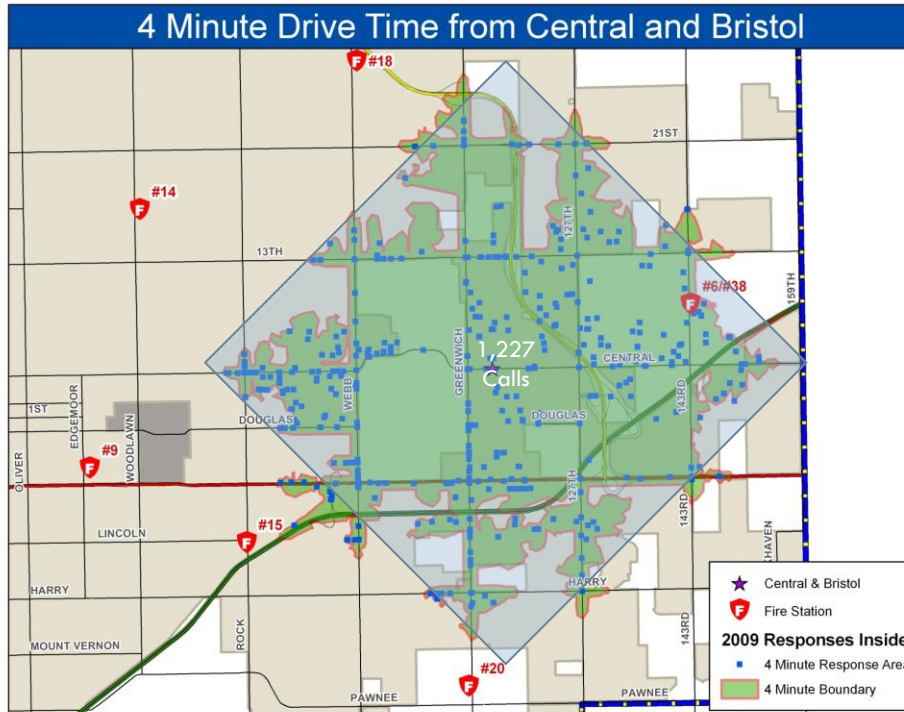 4 Minute Drive Time from Central and Bristol
#18
21ST
#14
127TH
13TH
#6/#38
159TH
GREENWICH
1,227
Calls
CENTRAL
WEBB
143RD
1ST
EDGEMOOR
DOUGLAS
DOUGLAS
WOODLAWN
#9
OLIVER
127TH
143RD
#15
LINCOLN
HARRY
HARRY
ROCK
MOUNT VERNON
143RD
KHAVEN
#20
PAWNEE
PAWNEE
Central & Bristol
Fire Station
2009 Responses Inside
4 Minute Response Area
4 Minute Boundary